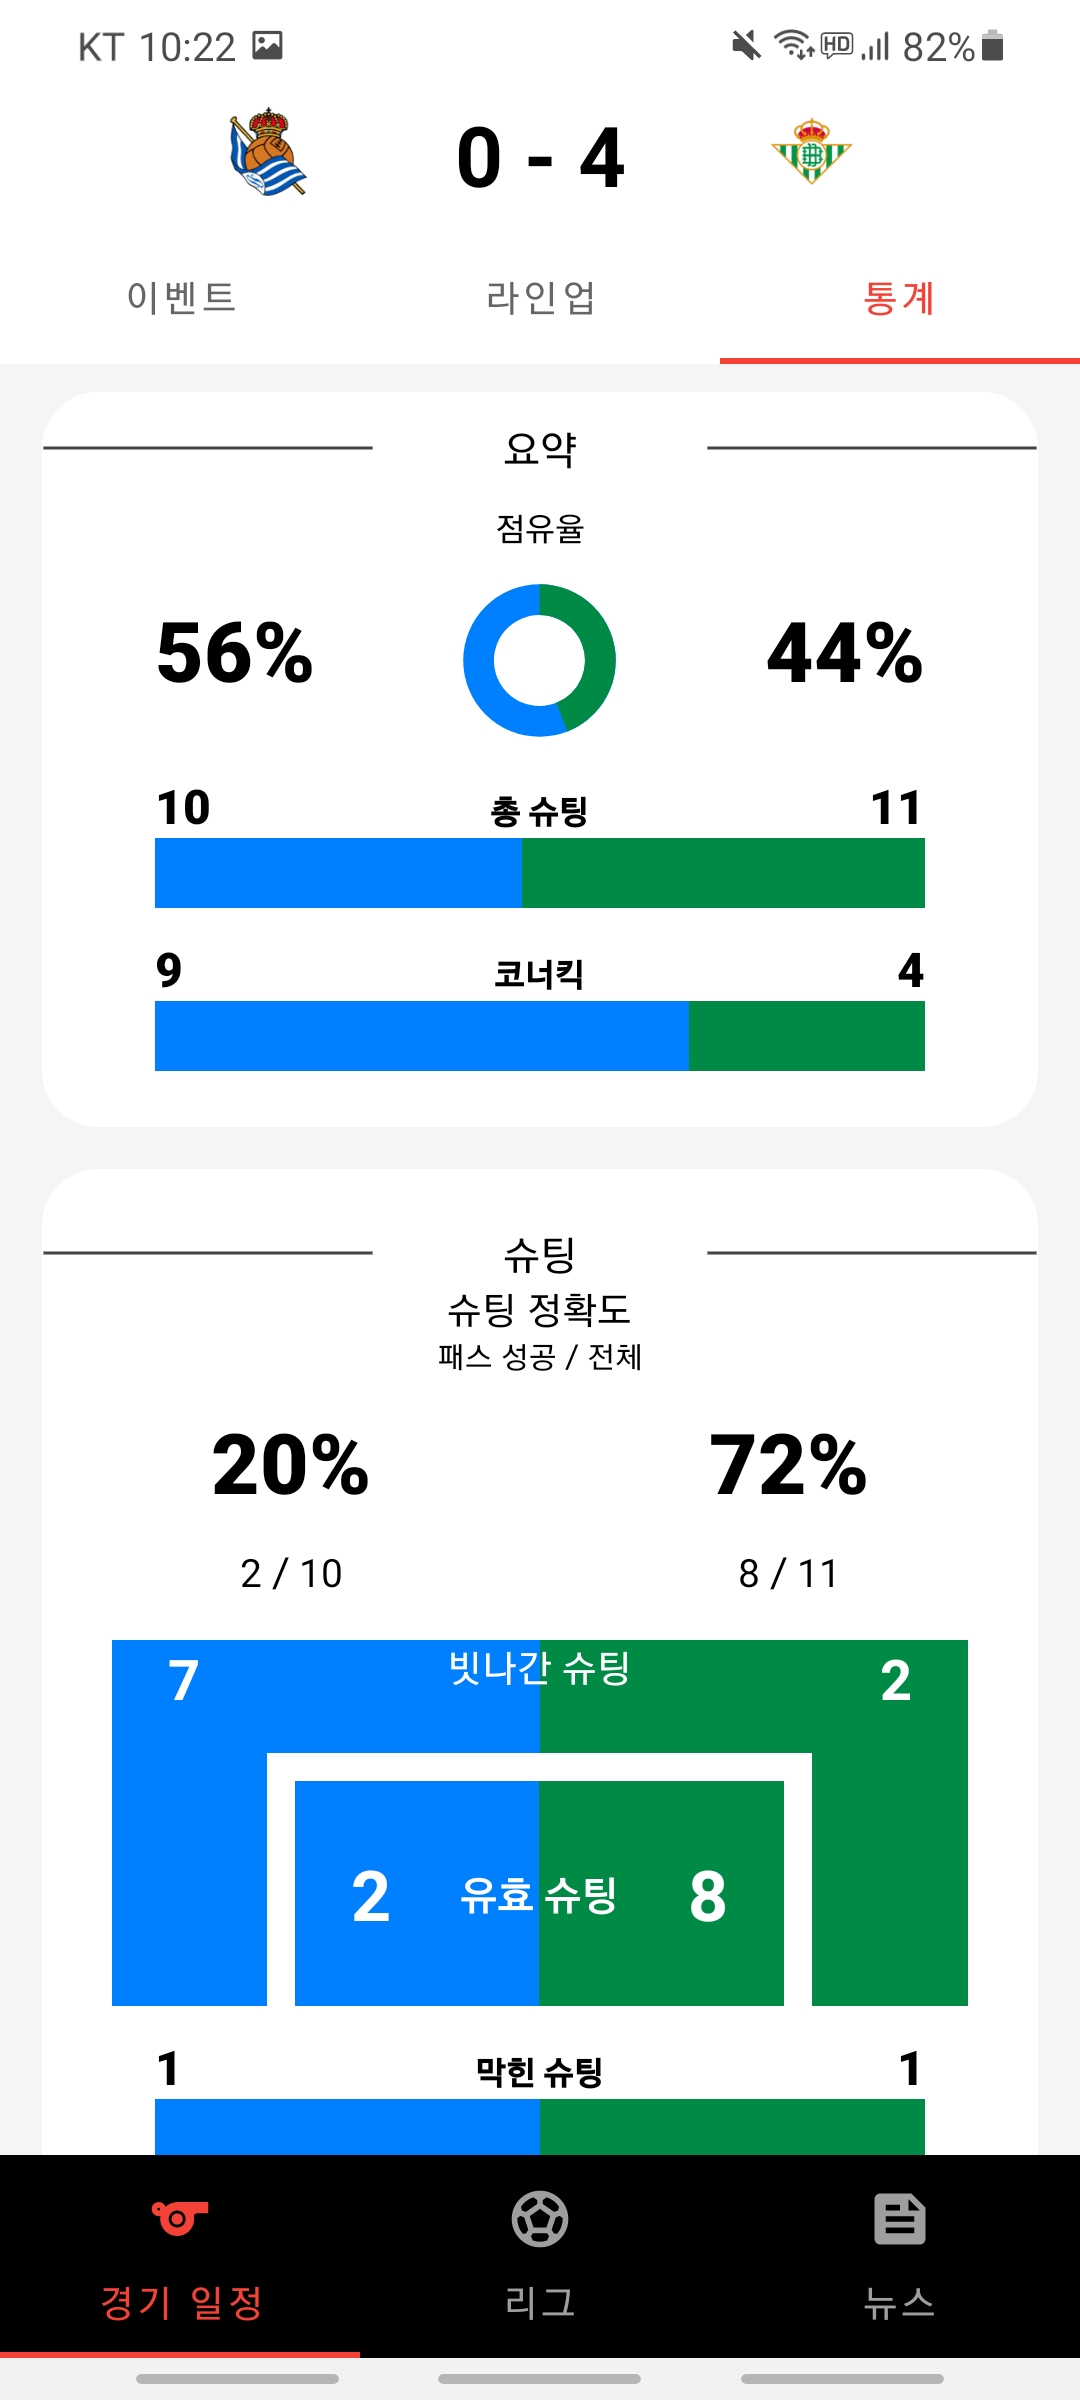 KT 10:22 HD 82%
0 - 4
이벤트 라인업 통계
요약
점유율
56% 44%
10 총 슈팅 11
9 코너킥 4
슈팅
슈팅 정확도
패스 성공 / 전체
20% 72%
2 / 10 8 / 11
7 빗나간 슈팅 2
2 유효 슈팅 8
1 막힌 슈팅 1
경기 일정 리그 뉴스